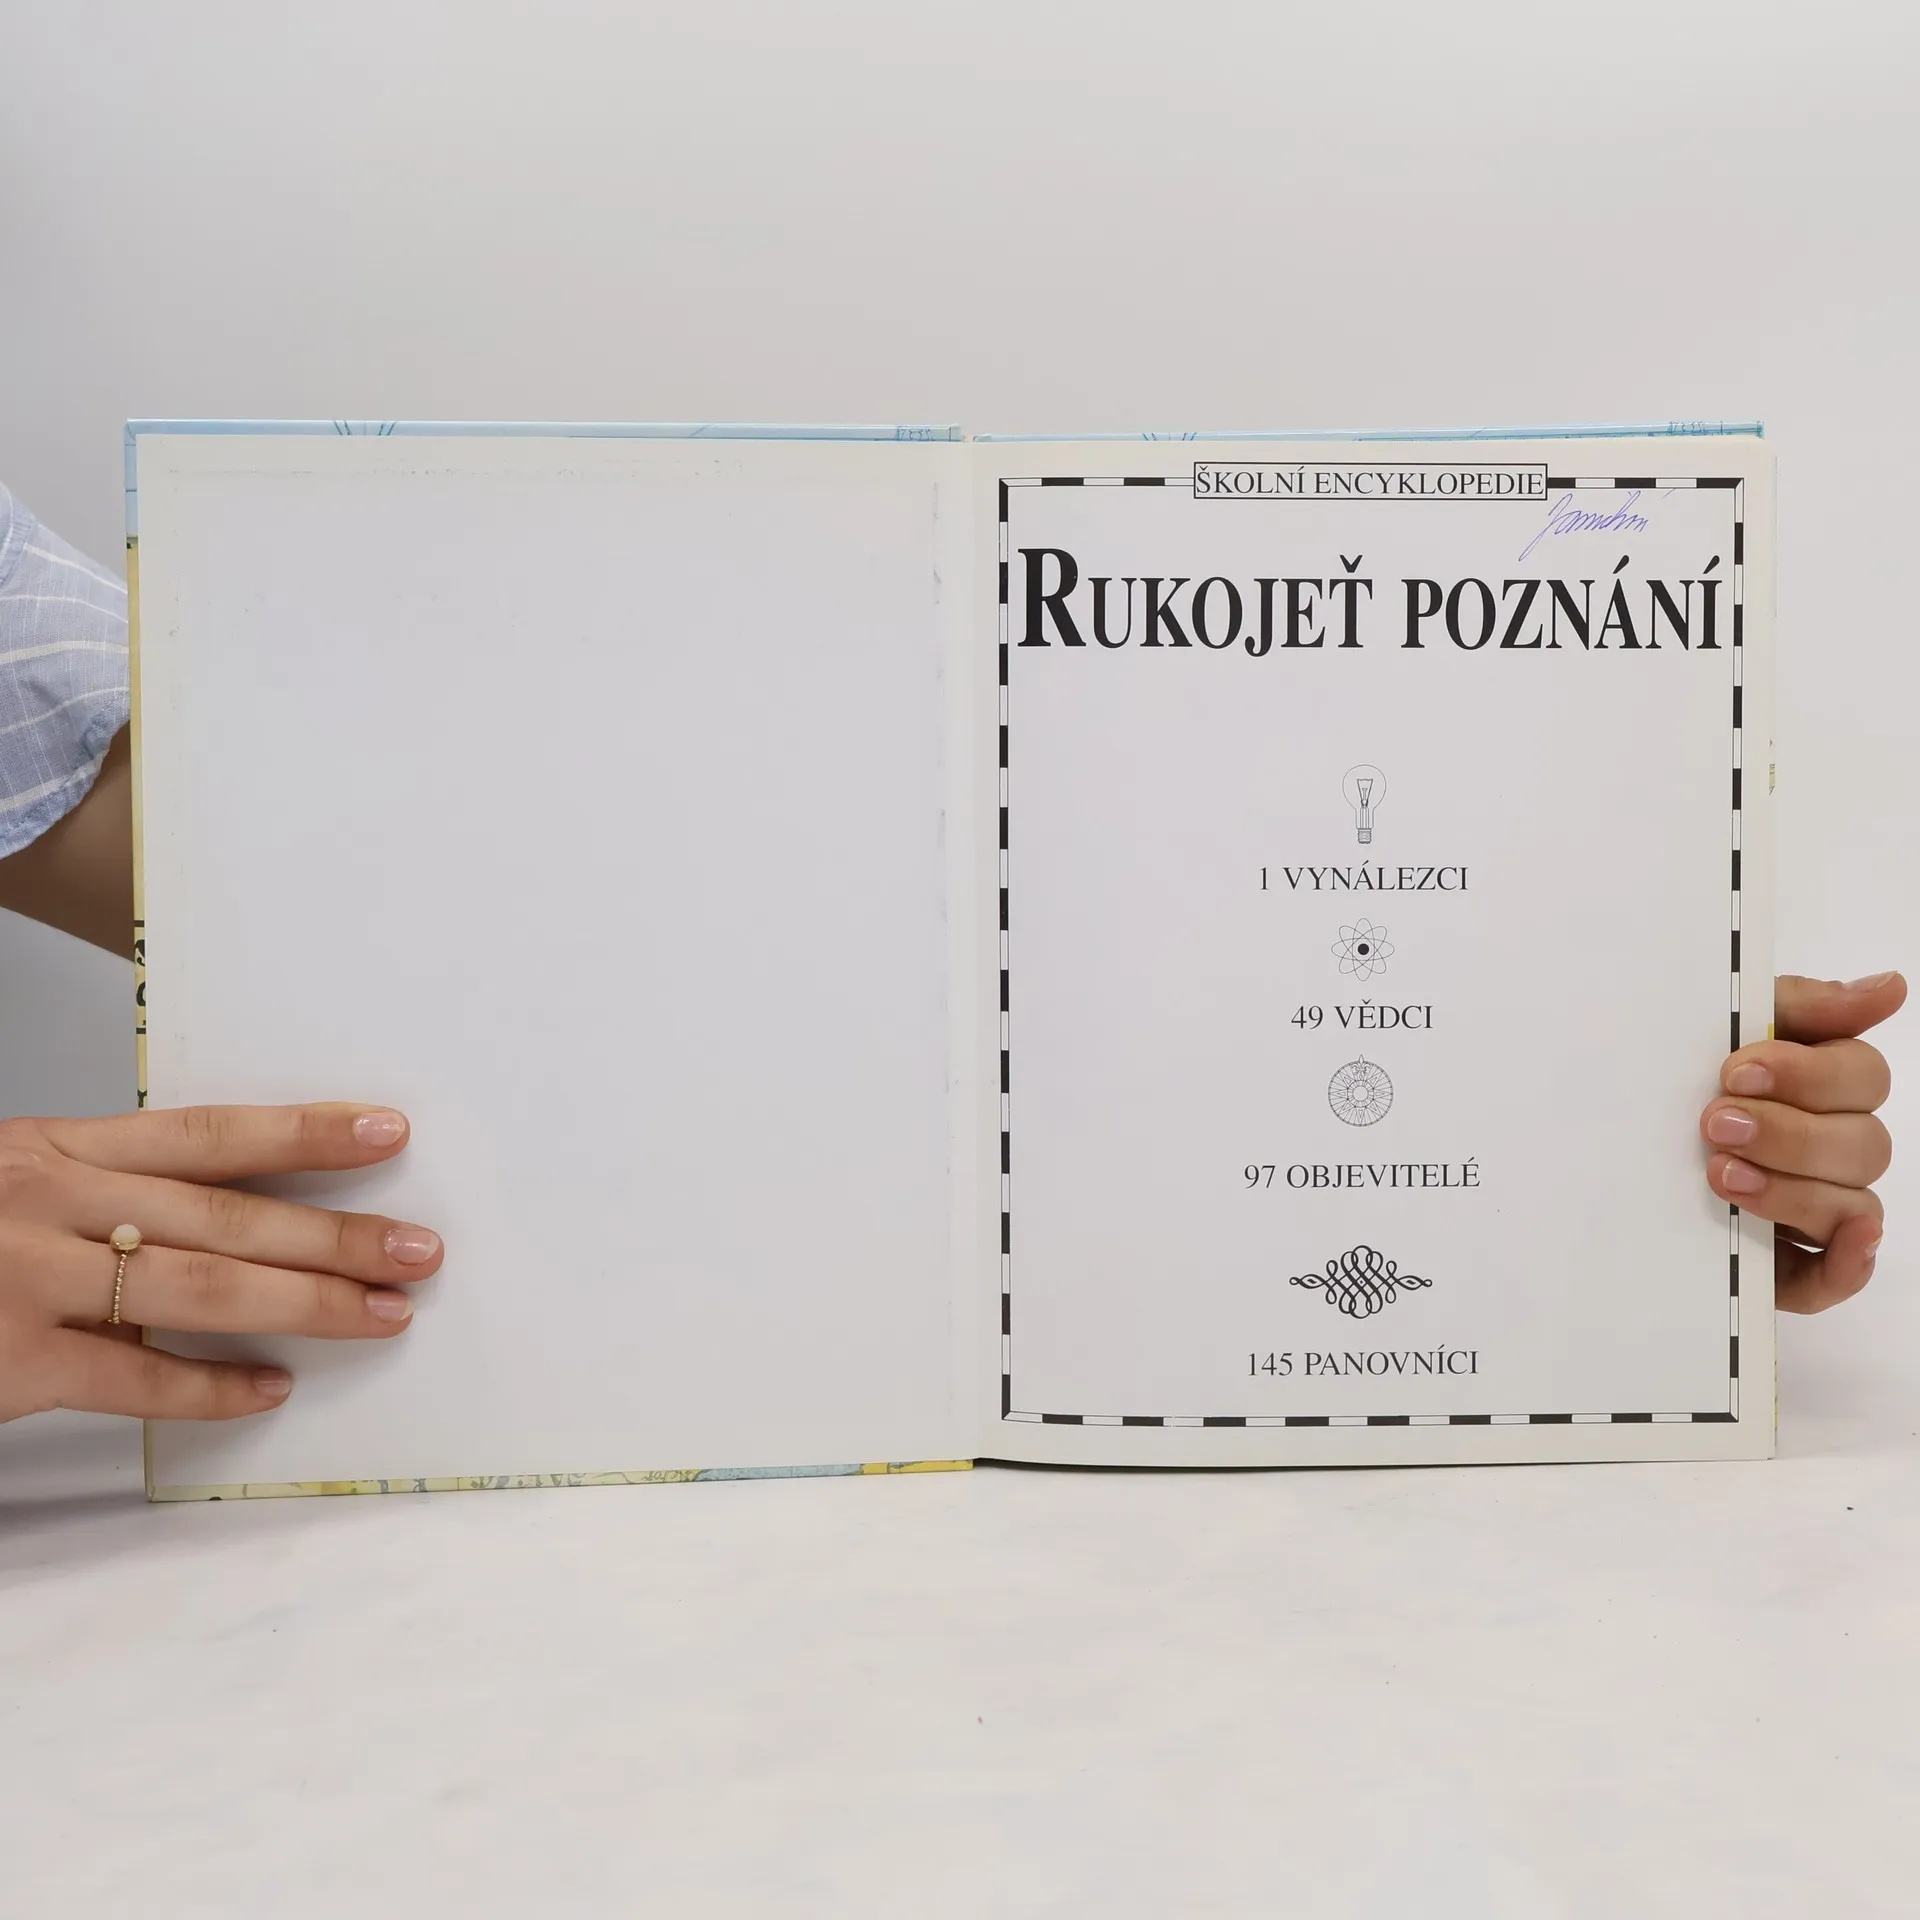 ŠKOLNÍ ENCYKLOPEDIE
RUKOJEŤ POZNÁNÍ
1 VYNÁLEZCI
49 VĚDCI
97 OBJEVITELÉ
145 PANOVNÍCI